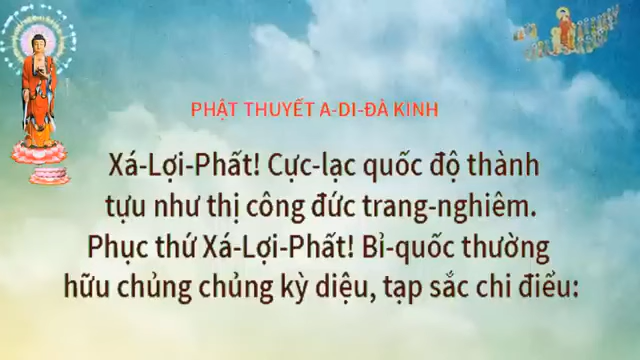 PHẬT THUYẾT A-DI-ĐÀ KINH
Xá-Lợi-Phất! Cực-lạc quốc độ thành
tựu như thị công đức trang-nghiêm.
Phục thứ Xá-Lợi-Phất! Bỉ-quốc thường
hữu chủng chủng kỳ diệu, tạp sắc chi điểu: